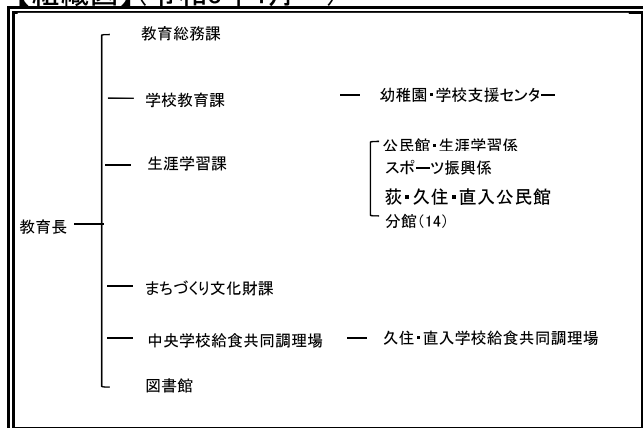 教育総務課
学校教育課 幼稚園・学校支援センター
公民館・生涯学習係
生涯学習課 スポーツ振興係
荻・久住・直入公民館
分館(14)
教育長
まちづくり文化財課
中央学校給食共同調理場 久住・直入学校給食共同調理場
図書館